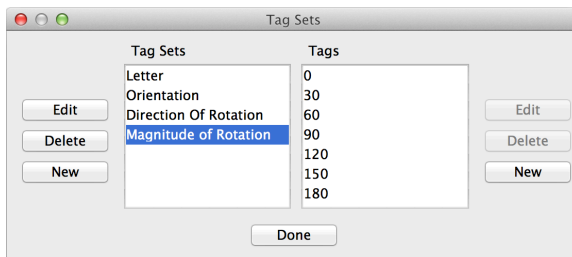 Tag Sets
Tag Sets
Tags
Letter
Orientation
Direction Of Rotation
Magnitude of Rotation
0
30
60
90
120
150
180
Edit
Delete
New
Edit
Delete
New
Done